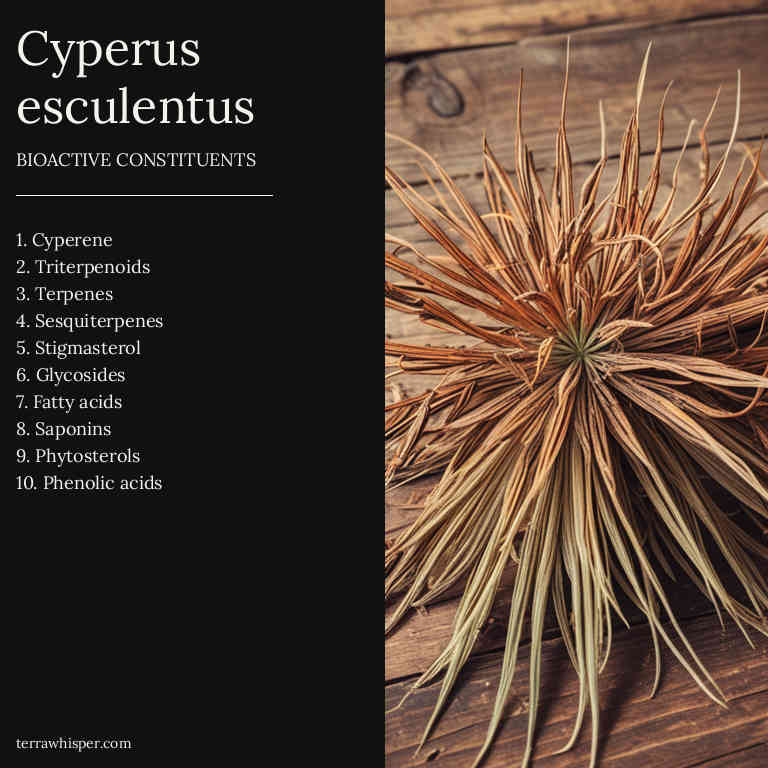 Cyperus
esculentus
BIOACTIVE CONSTITUENTS
1. Cyperene
2. Triterpenoids
3. Terpenes
4. Sesquiterpenes
5. Stigmasterol
6. Glycosides
7. Fatty acids
8. Saponins
9. Phytosterols
10. Phenolic acids
terrawhisper.com